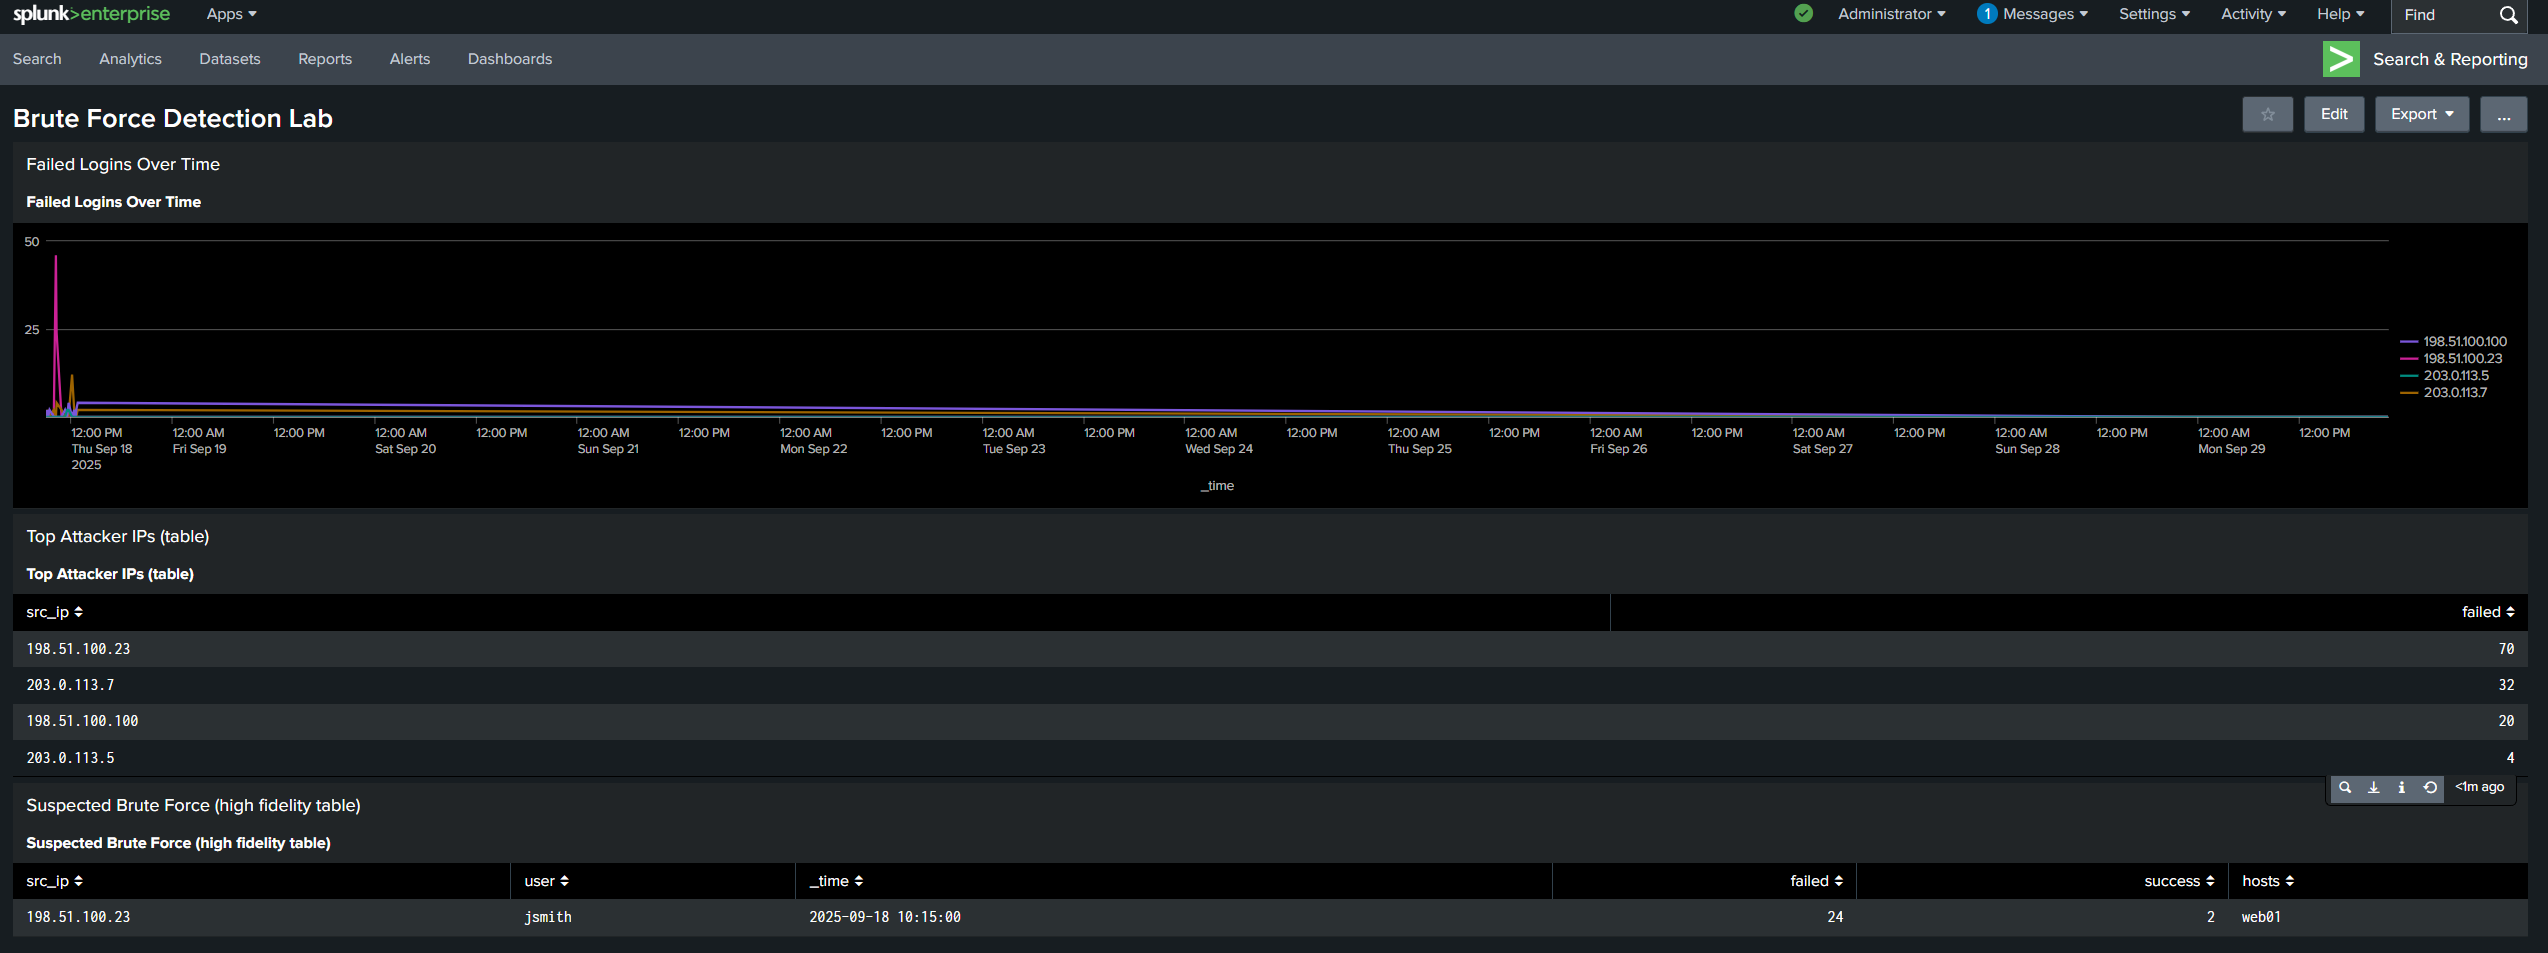 splunk>enterprise Apps Administrator 1 Messages Settings Activity Help Find
Search Analytics Datasets Reports Alerts Dashboards Search & Reporting
Brute Force Detection Lab Edit Export ...
Failed Logins Over Time
Failed Logins Over Time
50
25
198.51.100.100
198.51.100.23
203.0.113.5
203.0.113.7
12:00 PM 12:00 AM 12:00 PM 12:00 AM 12:00 PM 12:00 AM 12:00 PM 12:00 AM 12:00 PM 12:00 AM 12:00 PM 12:00 AM 12:00 PM 12:00 AM 12:00 PM 12:00 AM 12:00 PM 12:00 AM 12:00 PM 12:00 AM 12:00 PM 12:00 AM 12:00 PM
Thu Sep 18 Fri Sep 19 Sat Sep 20 Sun Sep 21 Mon Sep 22 Tue Sep 23 Wed Sep 24 Thu Sep 25 Fri Sep 26 Sat Sep 27 Sun Sep 28 Mon Sep 29
2025
_time
Top Attacker IPs (table)
Top Attacker IPs (table)
src_ip failed
198.51.100.23 70
203.0.113.7 32
198.51.100.100 20
203.0.113.5 4
<1m ago
Suspected Brute Force (high fidelity table)
Suspected Brute Force (high fidelity table)
src_ip user _time failed success hosts
198.51.100.23 jsmith 2025-09-18 10:15:00 24 2 web01